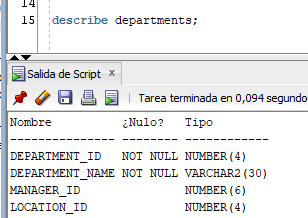 14
15 describe departments;
Salida de Script ×
Tarea terminada en 0,094 segundo
Nombre ¿Nulo? Tipo
--------------- -------- ------------
DEPARTMENT_ID NOT NULL NUMBER(4)
DEPARTMENT_NAME NOT NULL VARCHAR2(30)
MANAGER_ID NUMBER(6)
LOCATION_ID NUMBER(4)